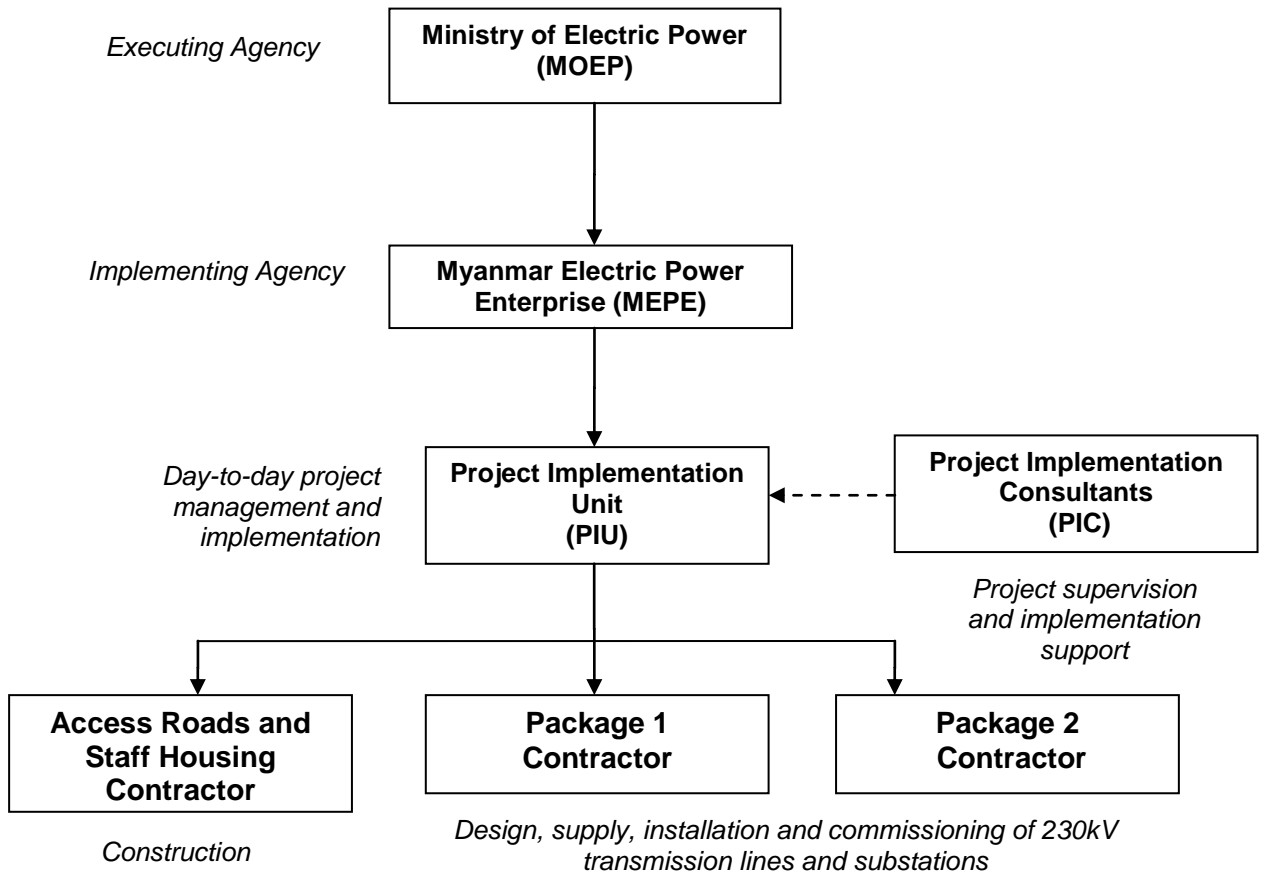 Executing Agency
Ministry of Electric Power
(MOEP)
Implementing Agency
Myanmar Electric Power
Enterprise (MEPE)
Day-to-day project
management and
implementation
Project Implementation
Unit
(PIU)
Project Implementation
Consultants
(PIC)
Project supervision
and implementation
support
Access Roads and
Staff Housing
Contractor
Construction
Package 1
Contractor
Package 2
Contractor
Design, supply, installation and commissioning of 230kV
transmission lines and substations